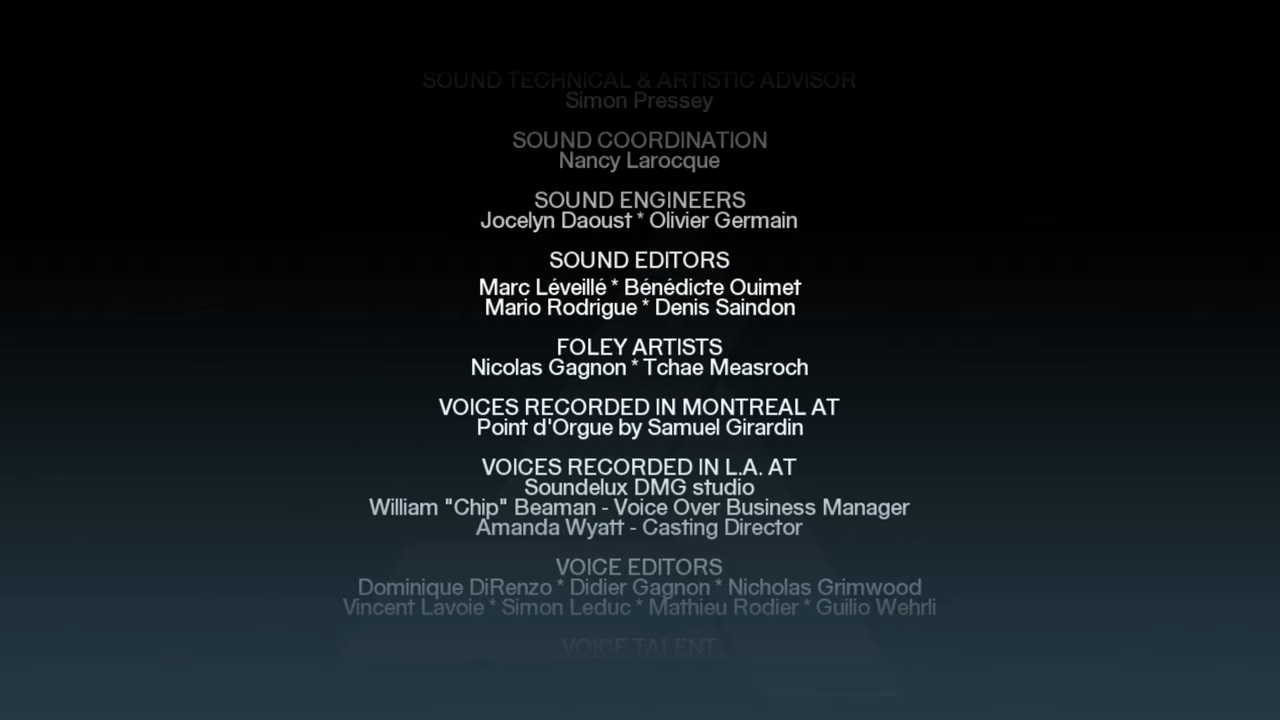 SOUND TECHNICAL & ARTISTIC ADVISOR
Simon Pressey
SOUND COORDINATION
Nancy Larocque
SOUND ENGINEERS
Jocelyn Daoust * Olivier Germain
SOUND EDITORS
Marc Léveillé * Bénédicte Ouimet
Mario Rodrigue * Denis Saindon
FOLEY ARTISTS
Nicolas Gagnon * Tchae Measroch
VOICES RECORDED IN MONTREAL AT
Point d'Orgue by Samuel Girardin
VOICES RECORDED IN L.A. AT
Soundelux DMG studio
William "Chip" Beaman - Voice Over Business Manager
Amanda Wyatt - Casting Director
VOICE EDITORS
Dominique DiRenzo * Didier Gagnon * Nicholas Grimwood
Vincent Lavoie * Simon Leduc * Mathieu Rodier * Guilio Wehrli
VOICE TALENT